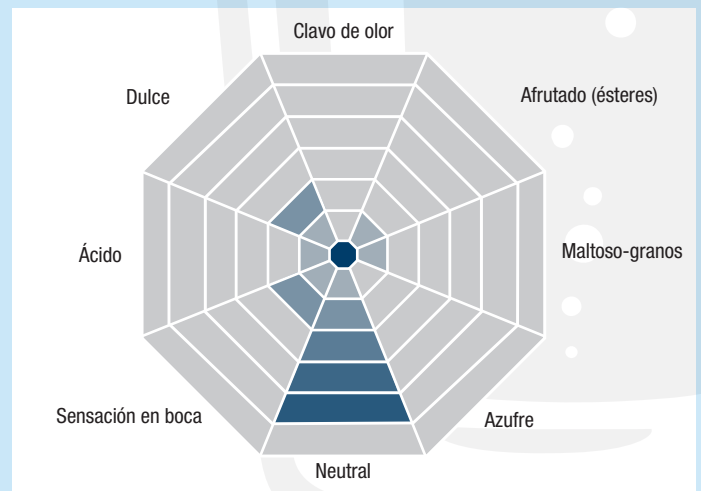 Clavo de olor
Dulce
Afrutado (ésteres)
Ácido
Maltoso-granos
Sensación en boca
Azufre
Neutral